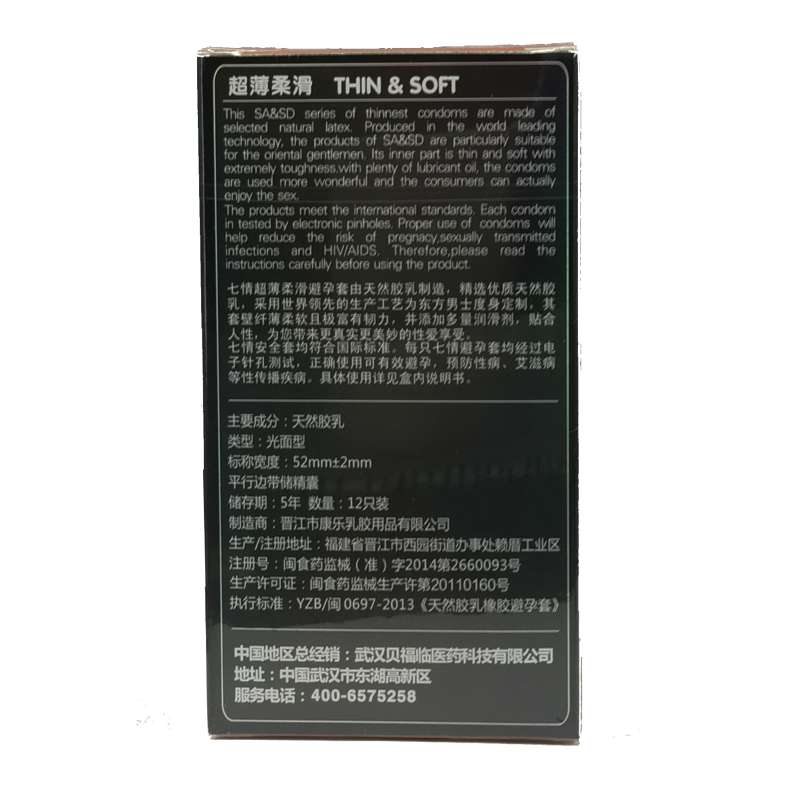 超薄柔滑 THIN & SOFT
This SA&SD series of thinnest condoms are made of
selected natural latex. Produced in the world leading
technology, the products of SA&SD are particularly suitable
for the oriental gentlemen. Its inner part is thin and soft with
extremely toughness,with plenty of lubricant oil, the condoms
are used more wonderful and the consumers can actually
enjoy the sex.
The products meet the international standards. Each condom
in tested by electronic pinholes. Proper use of condoms will
help reduce the risk of pregnacy,sexually transmitted
infections and HIV/AIDS. Therefore,please read the
instructions carefully before using the product.
七情超薄柔滑避孕套由天然胶乳制造，精选优质天然胶
乳，采用世界领先的生产工艺为东方男士度身定制，其
套壁纤薄柔软且极富有韧力，并添加多量润滑剂，贴合
人性，为您带来更真实更美妙的性爱享受。
七情安全套均符合国际标准。每只七情避孕套均经过电
子针孔测试，正确使用可有效避孕，预防性病、艾滋病
等性传播疾病。具体使用详见盒内说明书。
主要成分：天然胶乳
类型：光面型
标称宽度：52mm±2mm
平行边带储精囊
储存期：5年 数量：12只装
制造商：晋江市康乐乳胶用品有限公司
生产/注册地址：福建省晋江市西园街道办事处赖厝工业区
注册号：闽食药监械（准）字2014第2660093号
生产许可证：闽食药监械生产许第20110160号
执行标准：YZB/闽 0697-2013《天然胶乳橡胶避孕套》
中国地区总经销：武汉贝福临医药科技有限公司
地址：中国武汉市东湖高新区
服务电话：400-6575258